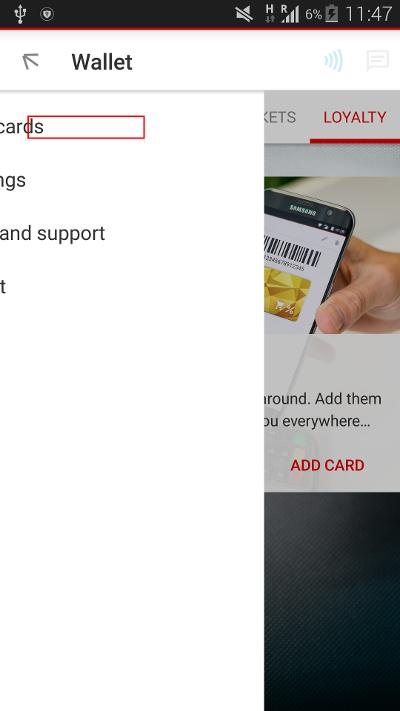 H R 6% 11:47
Wallet
cards
KETS LOYALTY
ngs
and support
t
SAMSUNG
around. Add them
ou everywhere...
ADD CARD